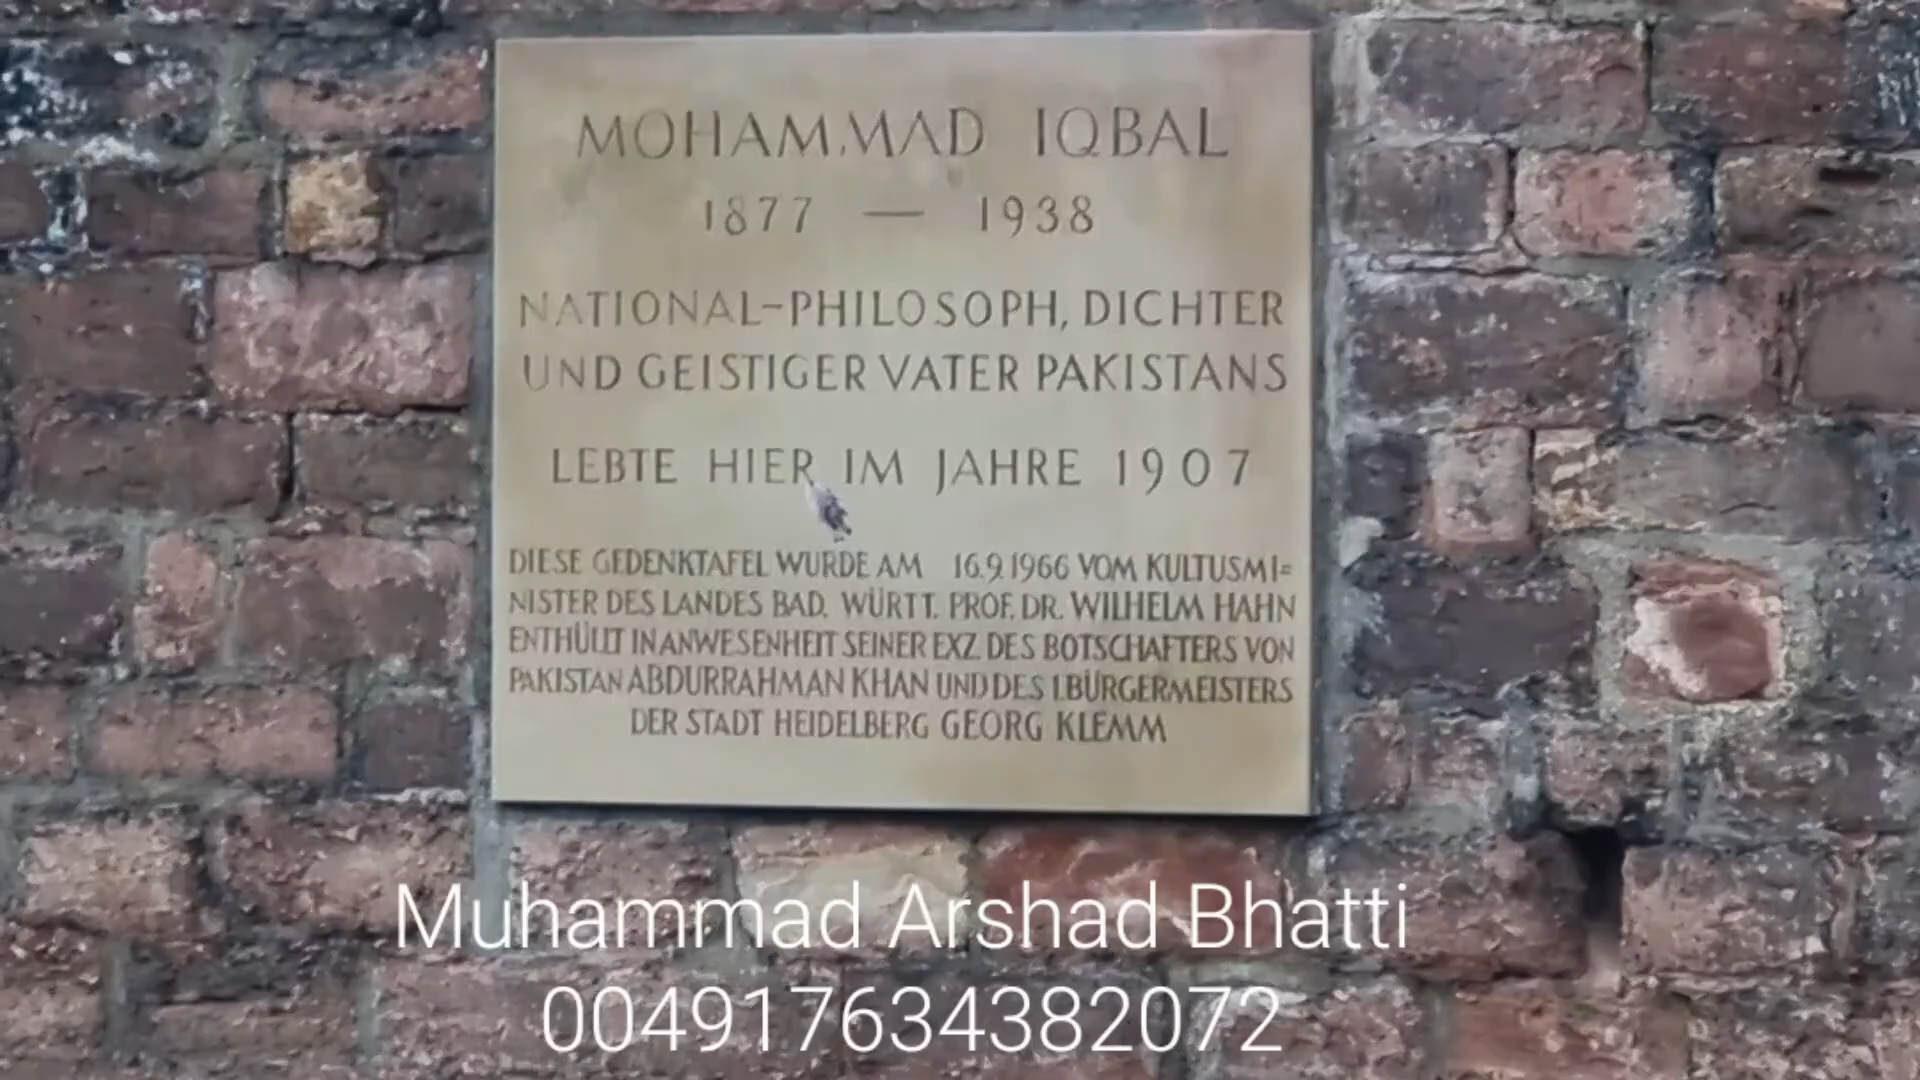 MOHAMMAD IQBAL
1877 — 1938
NATIONAL-PHILOSOPH, DICHTER
UND GEISTIGER VATER PAKISTANS
LEBTE HIER IM JAHRE 1907
DIESE GEDENKTAFEL WURDE AM 16.9.1966 VOM KULTUSMI=
NISTER DES LANDES BAD. WÜRTT. PROF. DR. WILHELM HAHN
ENTHÜLLT IN ANWESENHEIT SEINER EXZ. DES BOTSCHAFTERS VON
PAKISTAN ABDURRAHMAN KHAN UND DES 1.BÜRGERMEISTERS
DER STADT HEIDELBERG GEORG KLEMM
Muhammad Arshad Bhatti
004917634382072